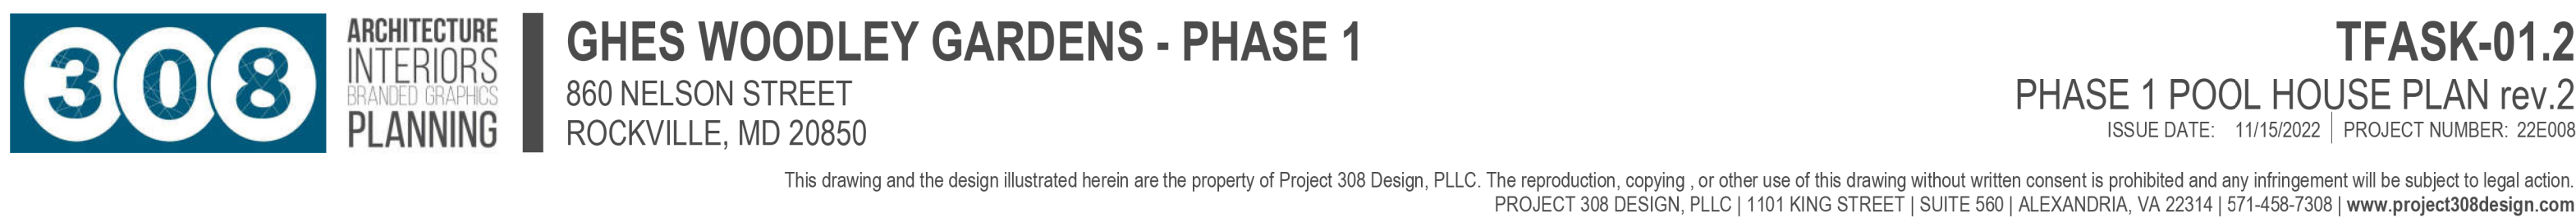 308
ARCHITECTURE
INTERIORS
BRANDED GRAPHICS
PLANNING
GHES WOODLEY GARDENS - PHASE 1
860 NELSON STREET
ROCKVILLE, MD 20850
TFASK-01.2
PHASE 1 POOL HOUSE PLAN rev.2
ISSUE DATE: 11/15/2022 | PROJECT NUMBER: 22E008
This drawing and the design illustrated herein are the property of Project 308 Design, PLLC. The reproduction, copying , or other use of this drawing without written consent is prohibited and any infringement will be subject to legal action.
PROJECT 308 DESIGN, PLLC | 1101 KING STREET | SUITE 560 | ALEXANDRIA, VA 22314 | 571-458-7308 | www.project308design.com